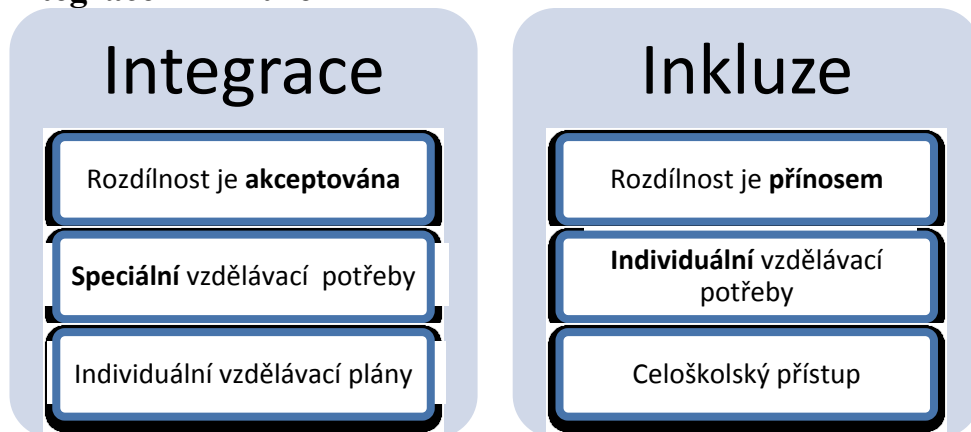 Integrace
Rozdílnost je akceptována
Speciální vzdělávací potřeby
Individuální vzdělávací plány
Inkluze
Rozdílnost je přínosem
Individuální vzdělávací
potřeby
Celoškolský přístup